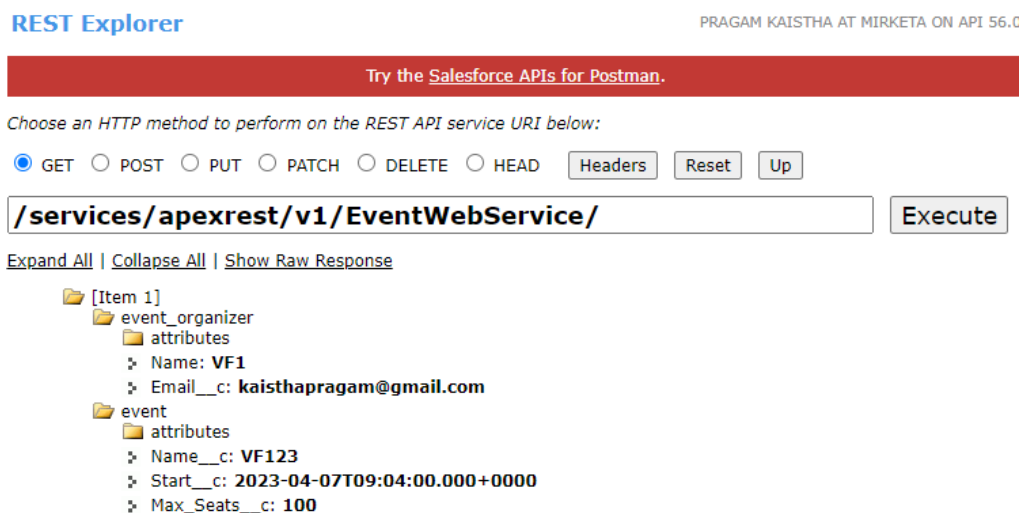 REST Explorer
PRAGAM KAISTHA AT MIRKETA ON API 56.0
Try the Salesforce APIs for Postman.
Choose an HTTP method to perform on the REST API service URI below:
GET POST PUT PATCH DELETE HEAD Headers Reset Up
/services/apexrest/v1/EventWebService/ Execute
Expand All | Collapse All | Show Raw Response
[Item 1]
event_organizer
attributes
Name: VF1
Email__c: kaisthapragam@gmail.com
event
attributes
Name__c: VF123
Start__c: 2023-04-07T09:04:00.000+0000
Max_Seats__c: 100